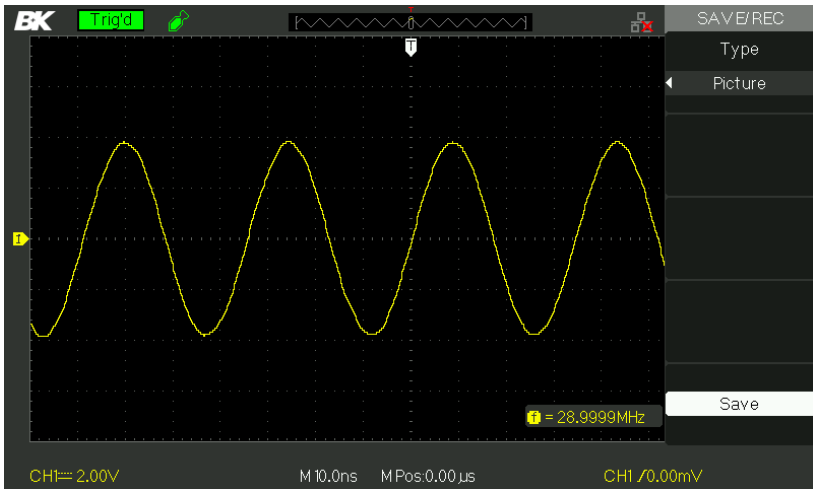 BK Trig'd SAVE/REC
T
Type
Picture
1
f = 28.9999MHz
Save
CH1 2.00V M 10.0ns M Pos:0.00μs CH1 / 0.00mV